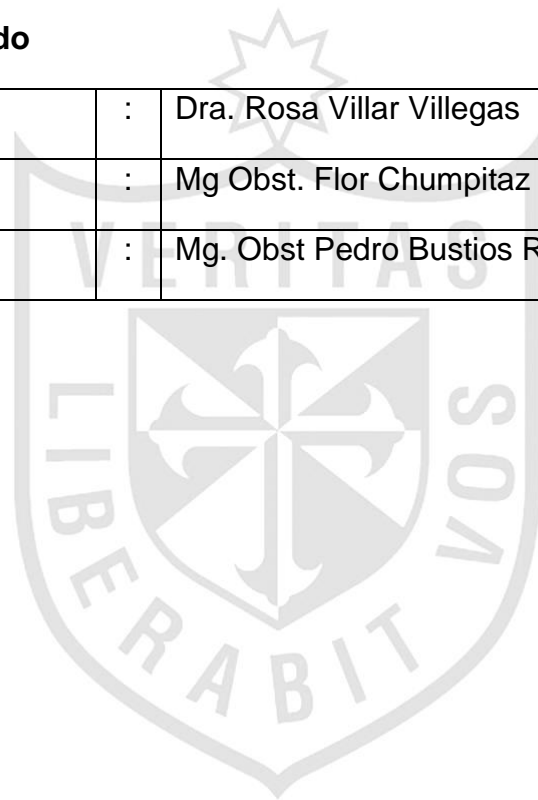 do
: Dra. Rosa Villar Villegas
: Mg Obst. Flor Chumpitaz
: Mg. Obst Pedro Bustios R
VERITAS
LIBERABIT VOS